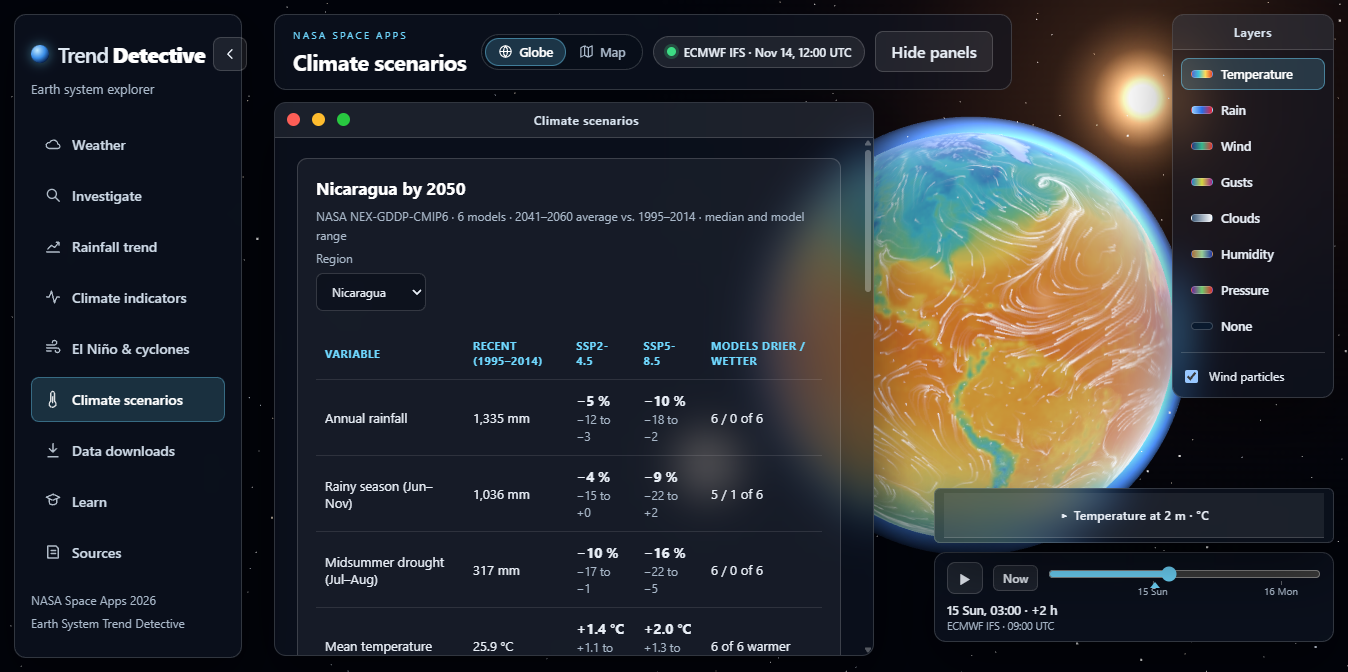 Trend Detective
Earth system explorer
Weather
Investigate
Rainfall trend
Climate indicators
El Niño & cyclones
Climate scenarios
Data downloads
Learn
Sources
NASA Space Apps 2026
Earth System Trend Detective
NASA SPACE APPS
Climate scenarios
Globe
Map
ECMWF IFS · Nov 14, 12:00 UTC
Hide panels
Climate scenarios
Nicaragua by 2050
NASA NEX-GDDP-CMIP6 · 6 models · 2041–2060 average vs. 1995–2014 · median and model
range
Region
Nicaragua
VARIABLE
RECENT
(1995–2014)
SSP2-
4.5
SSP5-
8.5
MODELS DRIER /
WETTER
Annual rainfall
1,335 mm
−5 %
−12 to
−3
−10 %
−18 to
−2
6 / 0 of 6
Rainy season (Jun–
Nov)
1,036 mm
−4 %
−15 to
+0
−9 %
−22 to
+2
5 / 1 of 6
Midsummer drought
(Jul–Aug)
317 mm
−10 %
−17 to
−1
−16 %
−22 to
−5
6 / 0 of 6
Mean temperature
25.9 °C
+1.4 °C
+1.1 to
+2.0 °C
+1.3 to
6 of 6 warmer
Layers
Temperature
Rain
Wind
Gusts
Clouds
Humidity
Pressure
None
Wind particles
Temperature at 2 m · °C
Now
15 Sun
16 Mon
15 Sun, 03:00 · +2 h
ECMWF IFS · 09:00 UTC